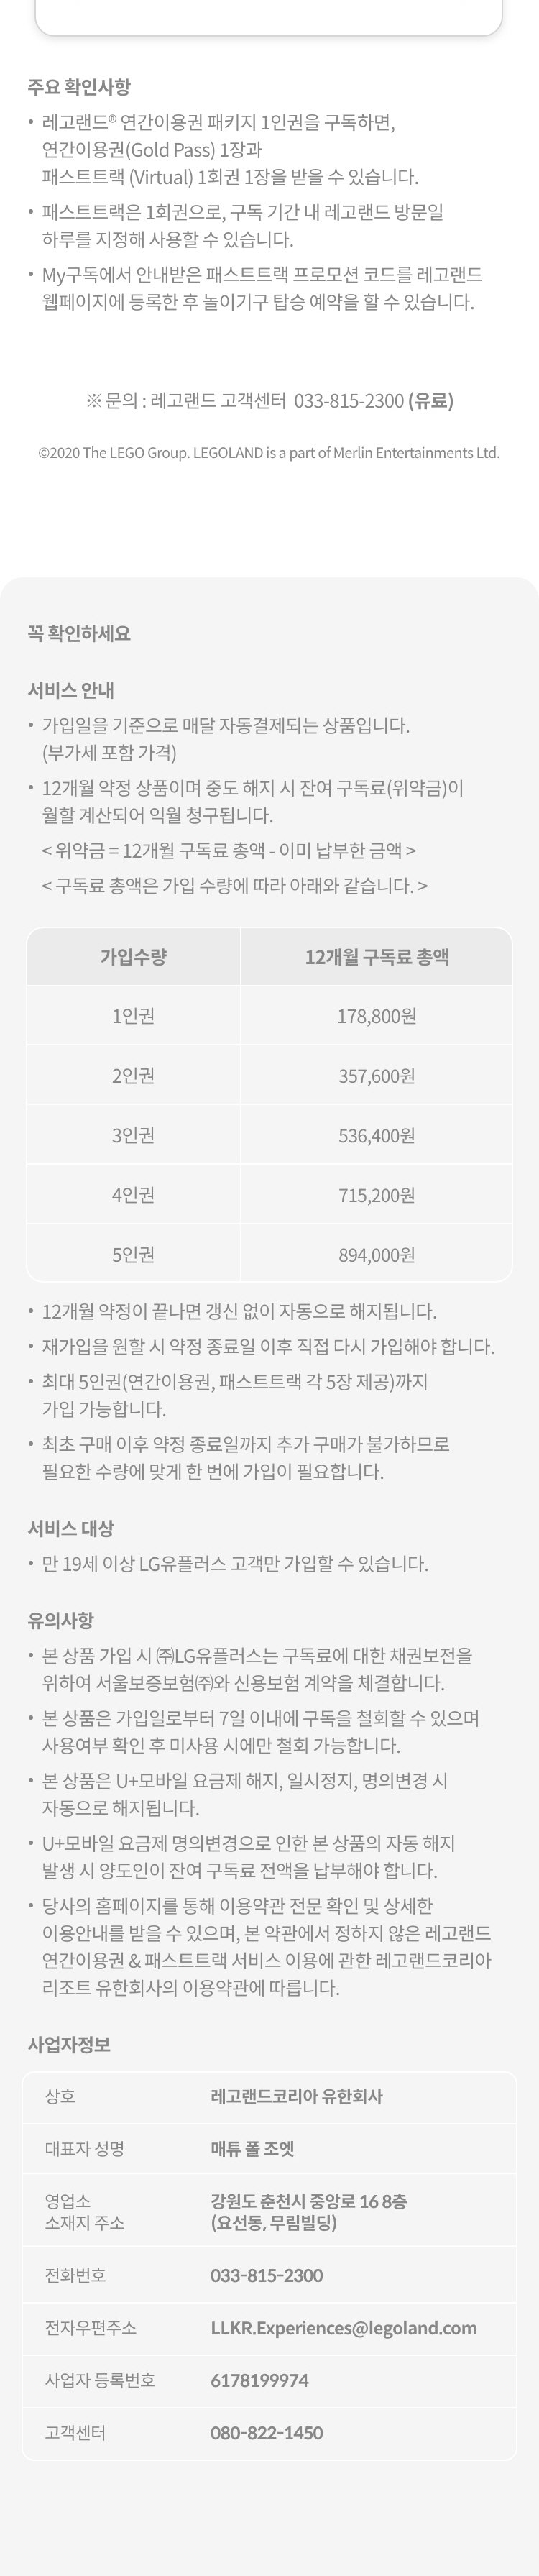 주요 확인사항
• 레고랜드® 연간이용권 패키지 1인권을 구독하면,
연간이용권(Gold Pass) 1장과
패스트트랙 (Virtual) 1회권 1장을 받을 수 있습니다.
• 패스트트랙은 1회권으로, 구독 기간 내 레고랜드 방문일
하루를 지정해 사용할 수 있습니다.
• My구독에서 안내받은 패스트트랙 프로모션 코드를 레고랜드
웹페이지에 등록한 후 놀이기구 탑승 예약을 할 수 있습니다.
※ 문의 : 레고랜드 고객센터 033-815-2300 (유료)
©2020 The LEGO Group. LEGOLAND is a part of Merlin Entertainments Ltd.
꼭 확인하세요
서비스 안내
• 가입일을 기준으로 매달 자동결제되는 상품입니다.
(부가세 포함 가격)
• 12개월 약정 상품이며 중도 해지 시 잔여 구독료(위약금)이
월할 계산되어 익월 청구됩니다.
< 위약금 = 12개월 구독료 총액 - 이미 납부한 금액 >
< 구독료 총액은 가입 수량에 따라 아래와 같습니다. >
가입수량 12개월 구독료 총액
1인권 178,800원
2인권 357,600원
3인권 536,400원
4인권 715,200원
5인권 894,000원
• 12개월 약정이 끝나면 갱신 없이 자동으로 해지됩니다.
• 재가입을 원할 시 약정 종료일 이후 직접 다시 가입해야 합니다.
• 최대 5인권(연간이용권, 패스트트랙 각 5장 제공)까지
가입 가능합니다.
• 최초 구매 이후 약정 종료일까지 추가 구매가 불가하므로
필요한 수량에 맞게 한 번에 가입이 필요합니다.
서비스 대상
• 만 19세 이상 LG유플러스 고객만 가입할 수 있습니다.
유의사항
• 본 상품 가입 시 ㈜LG유플러스는 구독료에 대한 채권보전을
위하여 서울보증보험㈜와 신용보험 계약을 체결합니다.
• 본 상품은 가입일로부터 7일 이내에 구독을 철회할 수 있으며
사용여부 확인 후 미사용 시에만 철회 가능합니다.
• 본 상품은 U+모바일 요금제 해지, 일시정지, 명의변경 시
자동으로 해지됩니다.
• U+모바일 요금제 명의변경으로 인한 본 상품의 자동 해지
발생 시 양도인이 잔여 구독료 전액을 납부해야 합니다.
• 당사의 홈페이지를 통해 이용약관 전문 확인 및 상세한
이용안내를 받을 수 있으며, 본 약관에서 정하지 않은 레고랜드
연간이용권 & 패스트트랙 서비스 이용에 관한 레고랜드코리아
리조트 유한회사의 이용약관에 따릅니다.
사업자정보
상호 레고랜드코리아 유한회사
대표자 성명 매튜 폴 조엣
영업소 강원도 춘천시 중앙로 16 8층
소재지 주소 (요선동, 무림빌딩)
전화번호 033-815-2300
전자우편주소 LLKR.Experiences@legoland.com
사업자 등록번호 6178199974
고객센터 080-822-1450